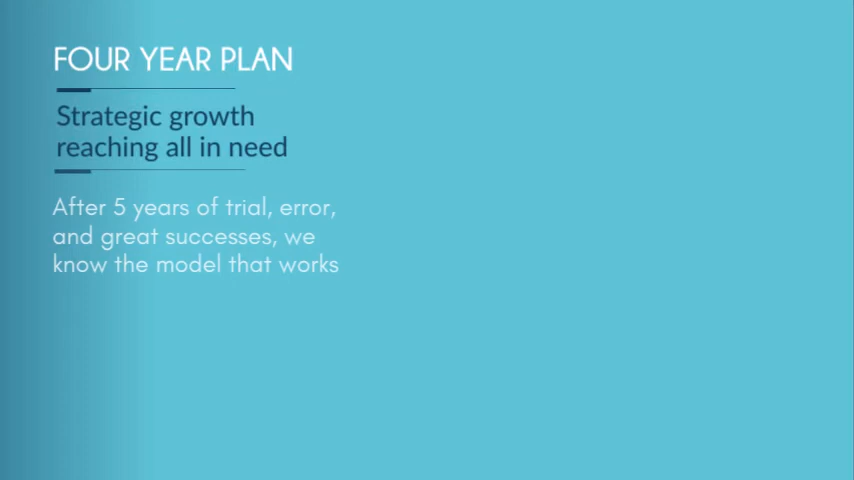 FOUR YEAR PLAN
Strategic growth
reaching all in need
After 5 years of trial, error,
and great successes, we
know the model that works